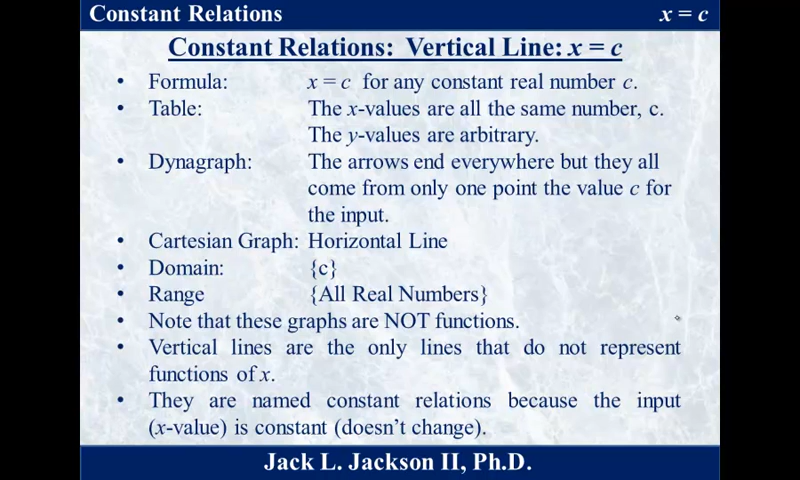 Constant Relations x = c
Constant Relations: Vertical Line: x = c
• Formula: x = c for any constant real number c.
• Table: The x-values are all the same number, c.
The y-values are arbitrary.
• Dynagraph: The arrows end everywhere but they all
come from only one point the value c for
the input.
• Cartesian Graph: Horizontal Line
• Domain: {c}
• Range {All Real Numbers}
• Note that these graphs are NOT functions.
• Vertical lines are the only lines that do not represent
functions of x.
• They are named constant relations because the input
(x-value) is constant (doesn’t change).
Jack L. Jackson II, Ph.D.